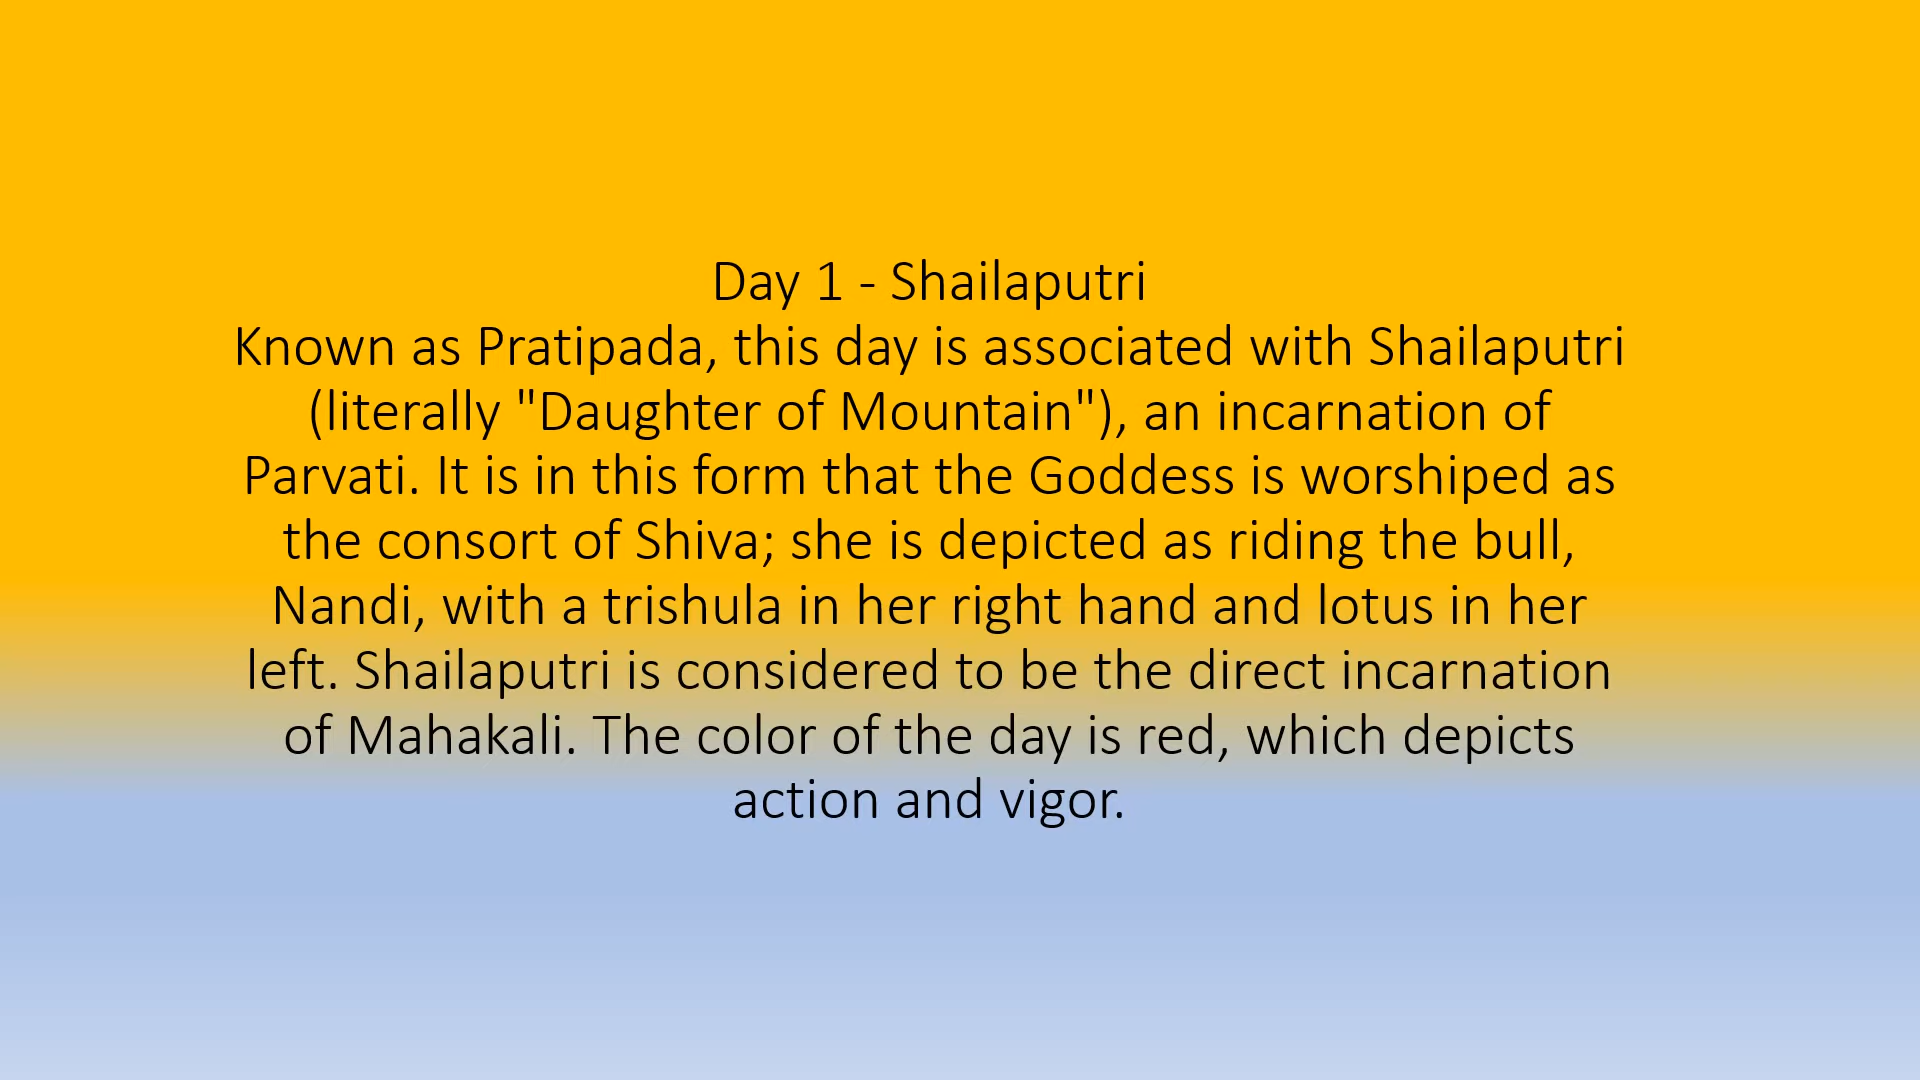 Day 1 - Shailaputri
Known as Pratipada, this day is associated with Shailaputri
(literally "Daughter of Mountain"), an incarnation of
Parvati. It is in this form that the Goddess is worshiped as
the consort of Shiva; she is depicted as riding the bull,
Nandi, with a trishula in her right hand and lotus in her
left. Shailaputri is considered to be the direct incarnation
of Mahakali. The color of the day is red, which depicts
action and vigor.